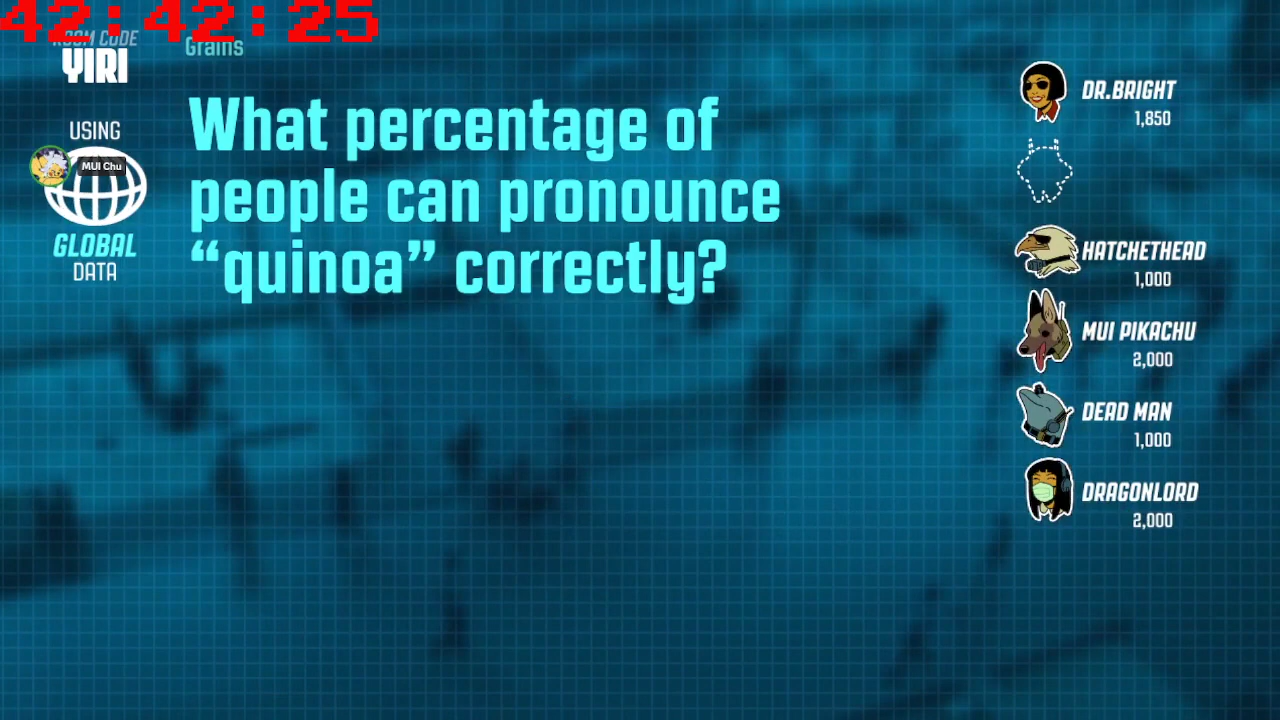 42:42:25
ROOM CODE
YIRI
Grains
USING
MUI Chu
GLOBAL
DATA
What percentage of
people can pronounce
“quinoa” correctly?
DR.BRIGHT
1,850
HATCHETHEAD
1,000
MUI PIKACHU
2,000
DEAD MAN
1,000
DRAGONLORD
2,000